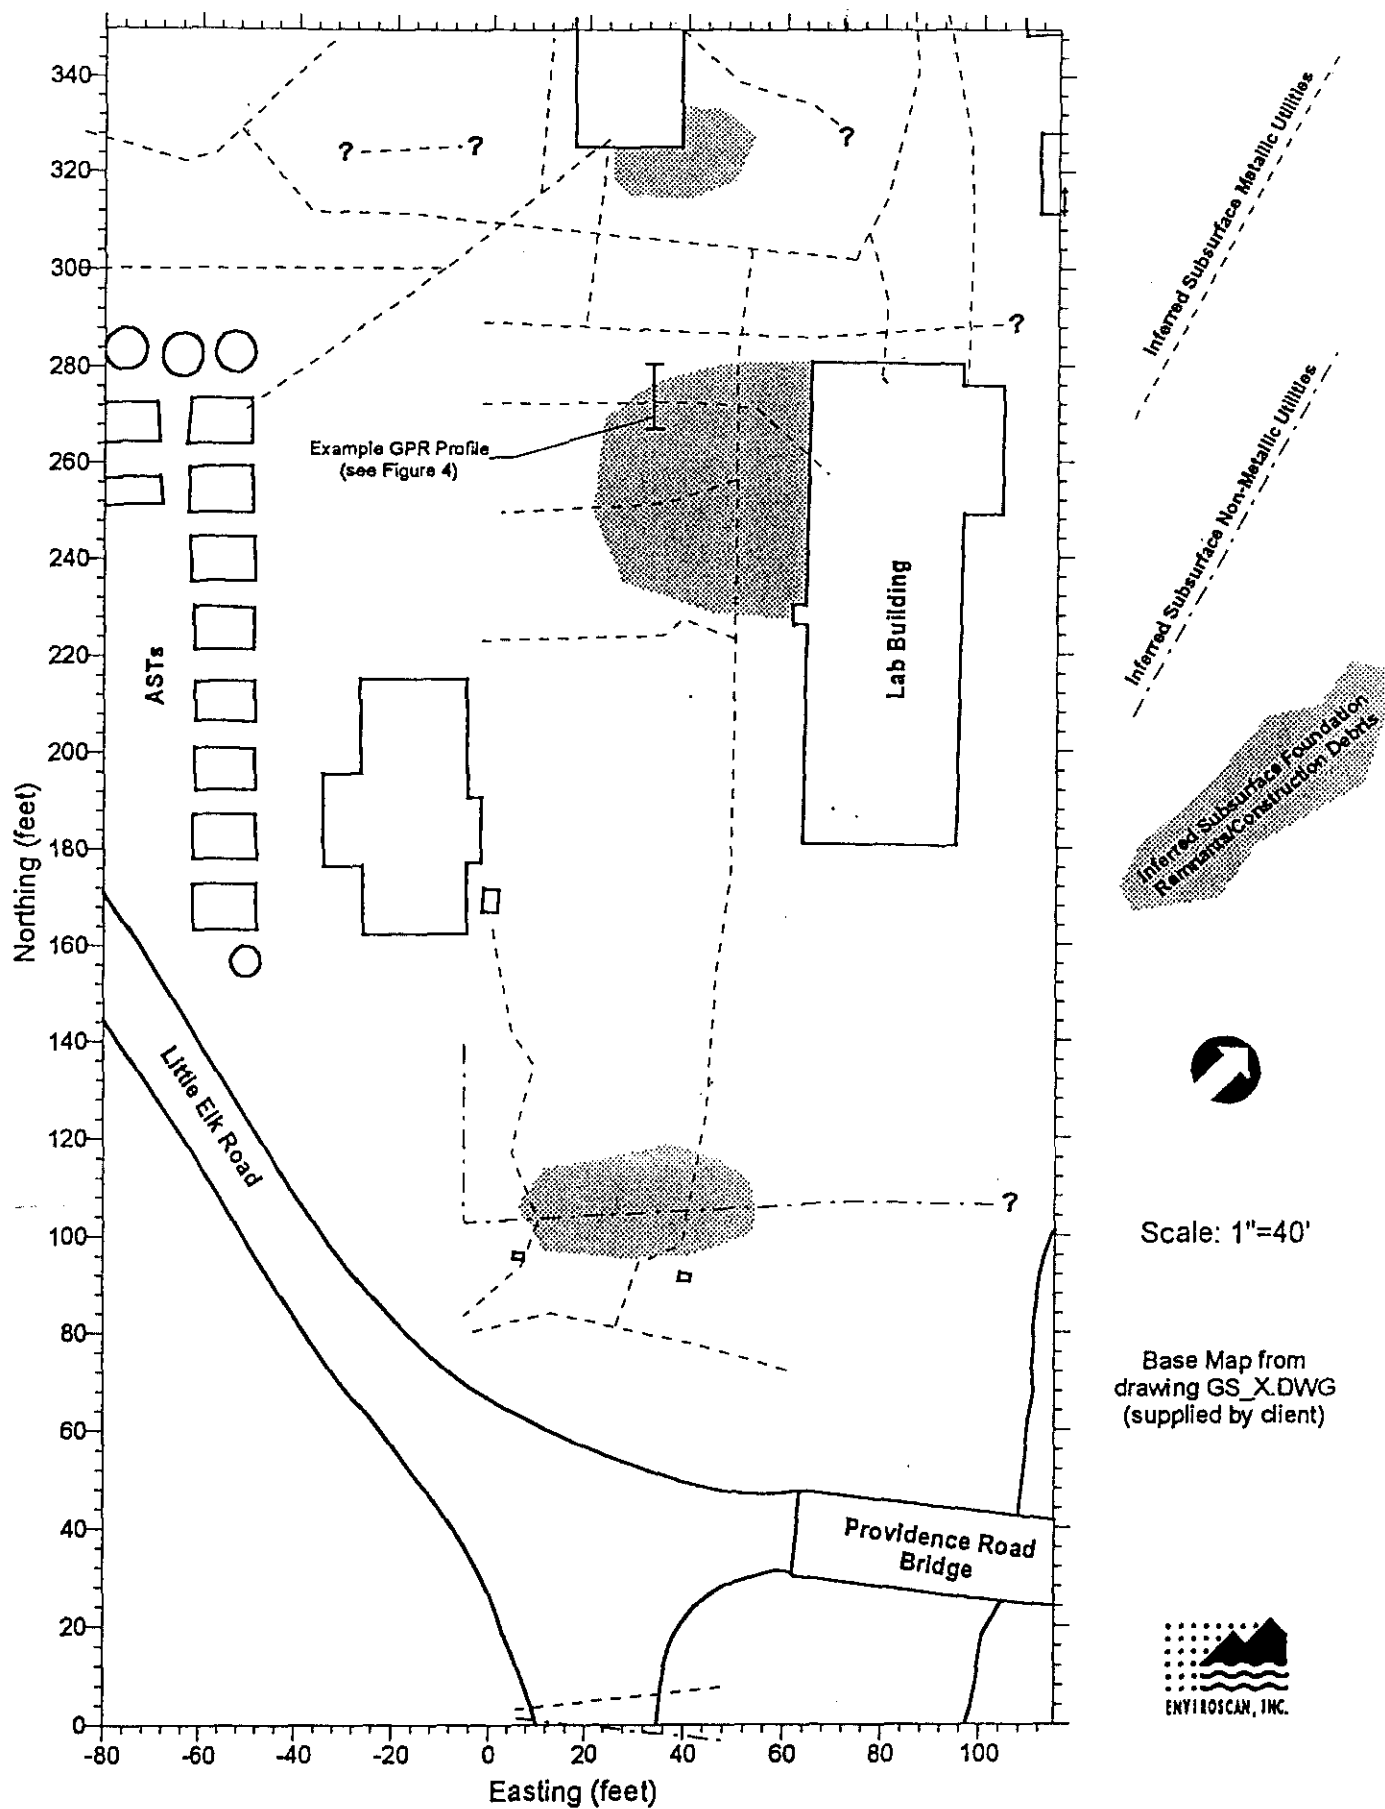 340
320
300
280
260
240
220
200
180
160
140
120
100
80
60
40
20
0
Northing (feet)
-80 -60 -40 -20 0 20 40 60 80 100
Easting (feet)
? ? ?
?
Example GPR Profile
(see Figure 4)
ASTs
Lab Building
Little Elk Road
?
Providence Road
Bridge
Inferred Subsurface Metallic Utilities
Inferred Subsurface Non-Metallic Utilities
Inferred Subsurface Foundation
Remnants/Construction Debris
Scale: 1"=40'
Base Map from
drawing GS_X.DWG
(supplied by client)
ENVIROSCAN, INC.